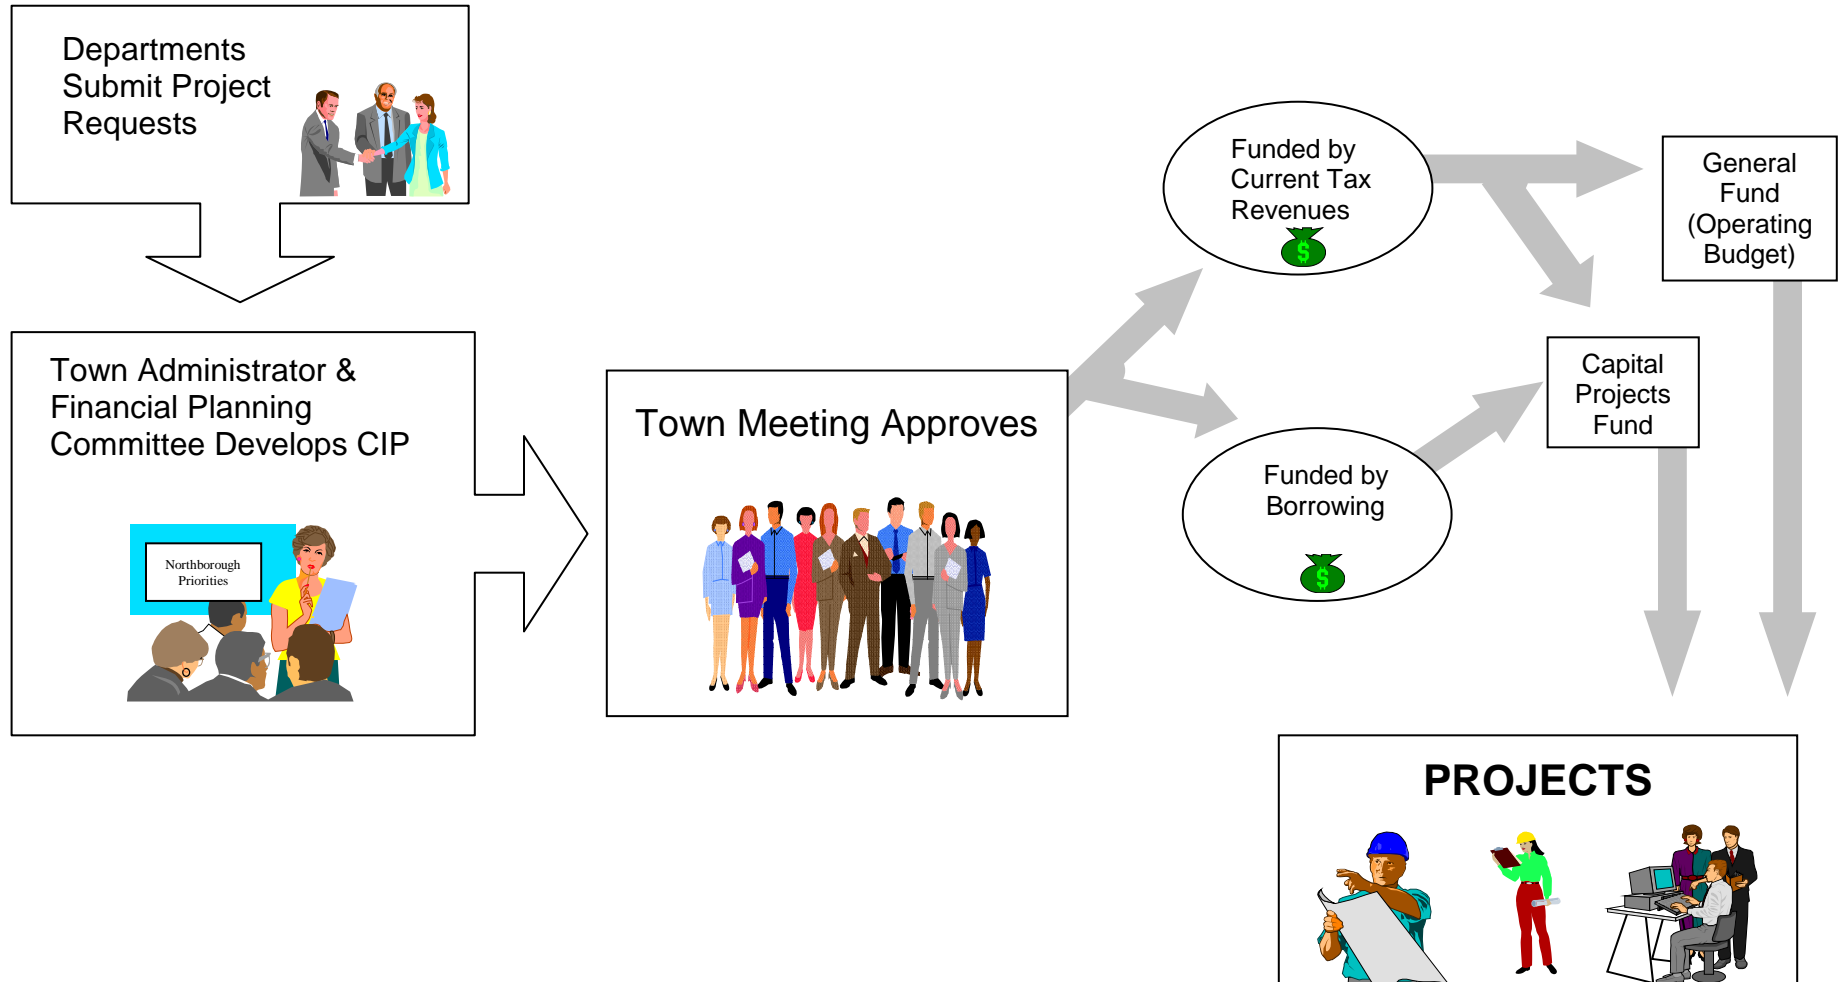 Departments
Submit Project
Requests
Town Administrator &
Financial Planning
Committee Develops CIP
Northborough
Priorities
Town Meeting Approves
Funded by
Current Tax
Revenues
$
Funded by
Borrowing
$
General
Fund
(Operating
Budget)
Capital
Projects
Fund
PROJECTS